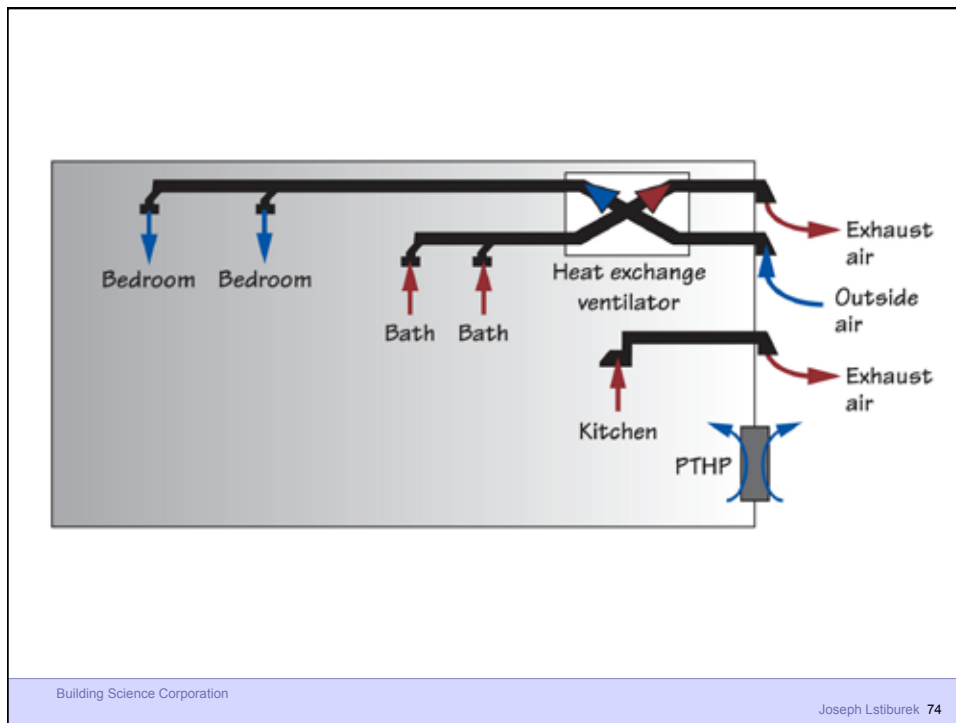 Exhaust
air
Heat exchange
ventilator
Bedroom
Bedroom
Outside
air
Bath
Bath
Exhaust
air
Kitchen
PTHP
Building Science Corporation
Joseph Lstiburek 74